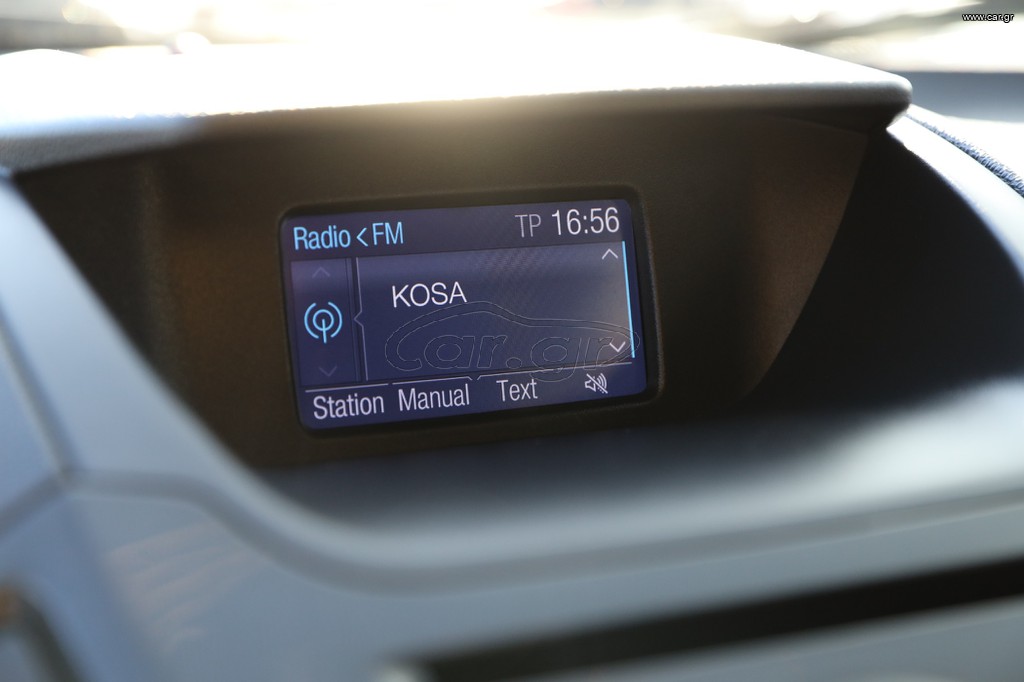 www.car.gr
Radio < FM TP 16:56
KOSA
car.gr
Station Manual Text